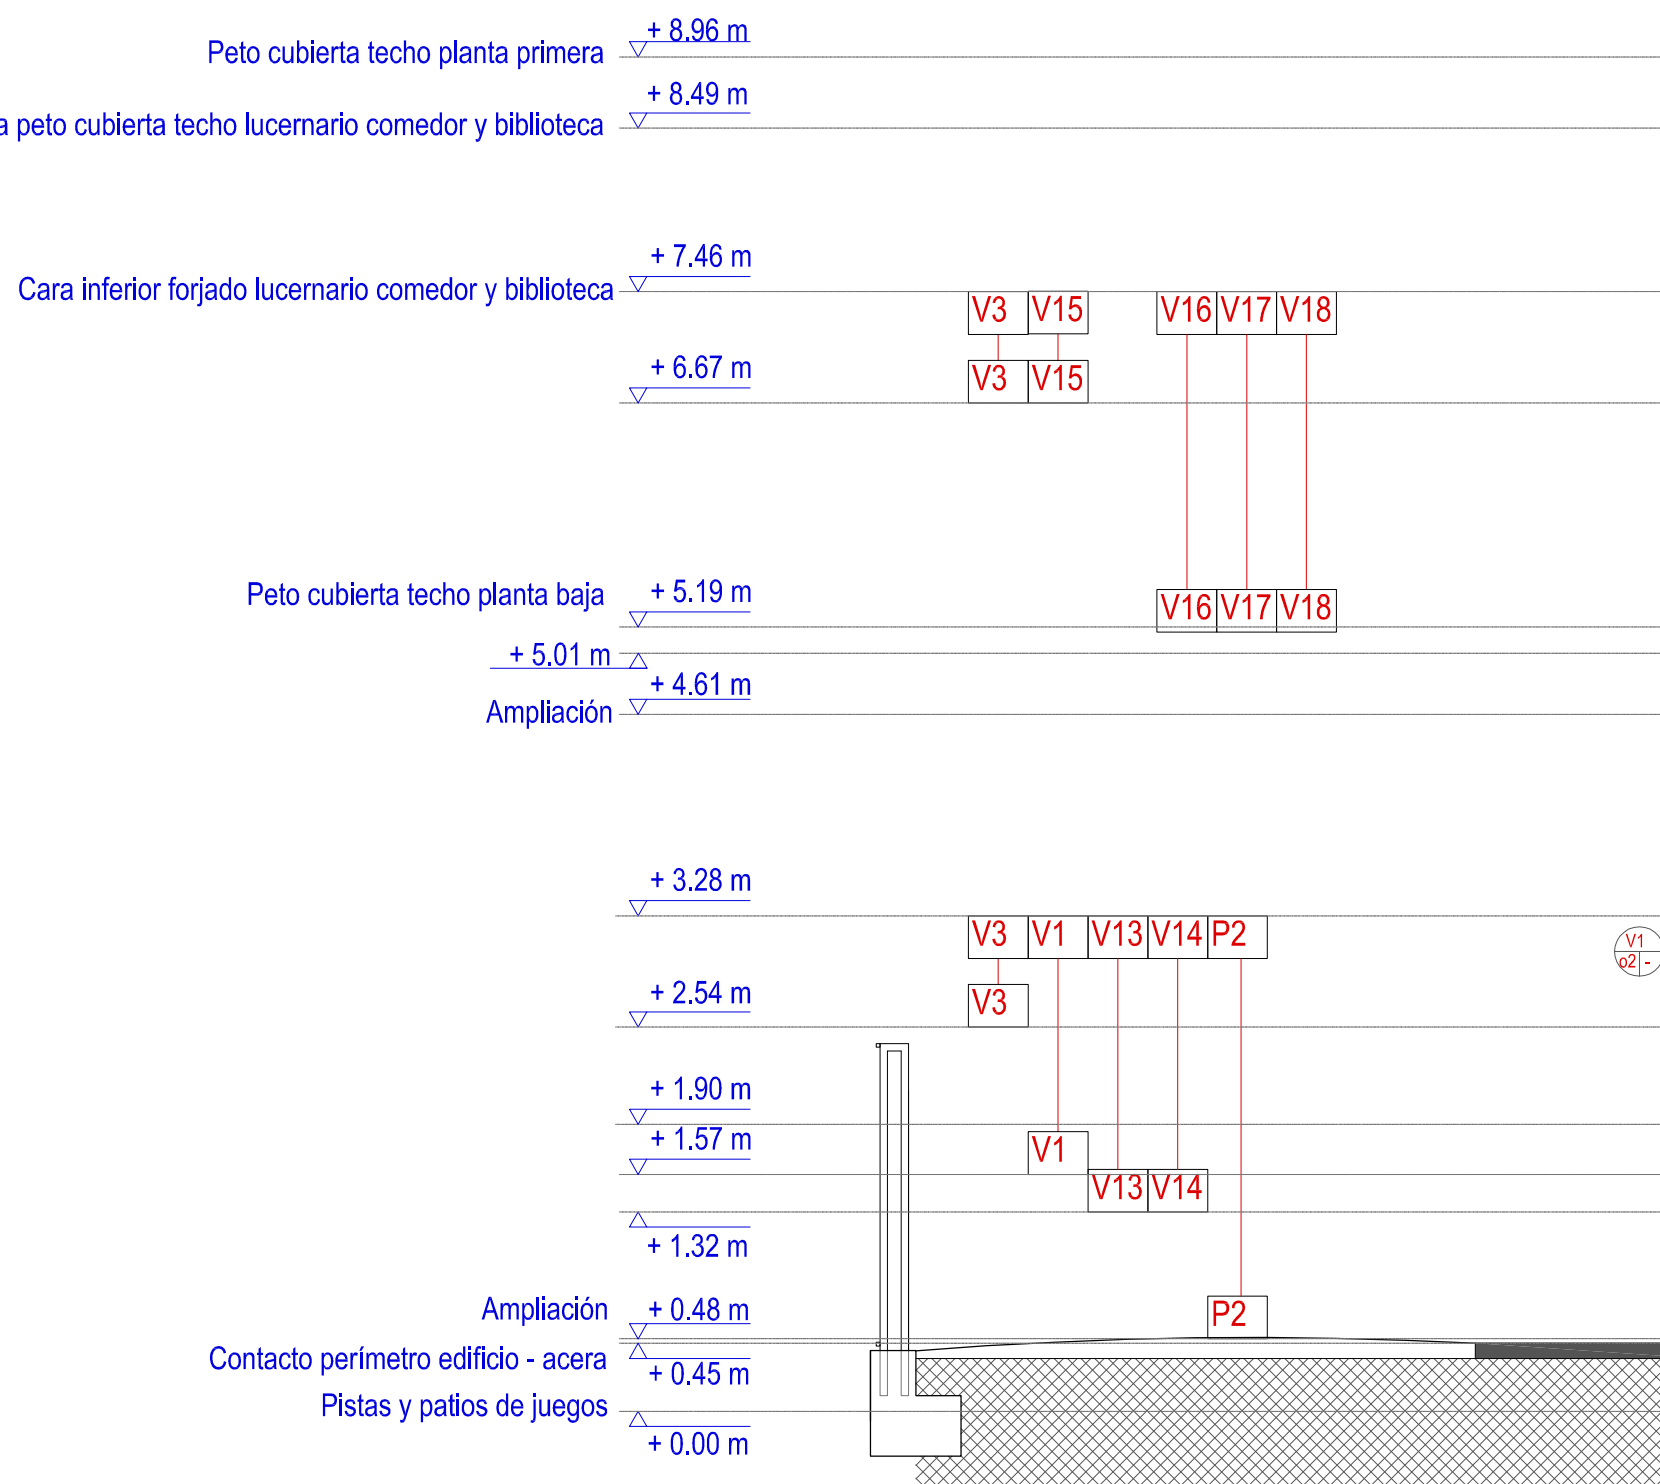 + 8.96 m
Peto cubierta techo planta primera
+ 8.49 m
a peto cubierta techo lucernario comedor y biblioteca
+ 7.46 m
Cara inferior forjado lucernario comedor y biblioteca
V3 V15 V16 V17 V18
+ 6.67 m
V3 V15
Peto cubierta techo planta baja + 5.19 m
V16 V17 V18
+ 5.01 m
+ 4.61 m
Ampliación
+ 3.28 m
V3 V1 V13 V14 P2
V1
o2 -
+ 2.54 m
V3
+ 1.90 m
+ 1.57 m
V1
V13 V14
+ 1.32 m
Ampliación + 0.48 m
P2
Contacto perímetro edificio - acera
+ 0.45 m
Pistas y patios de juegos
+ 0.00 m